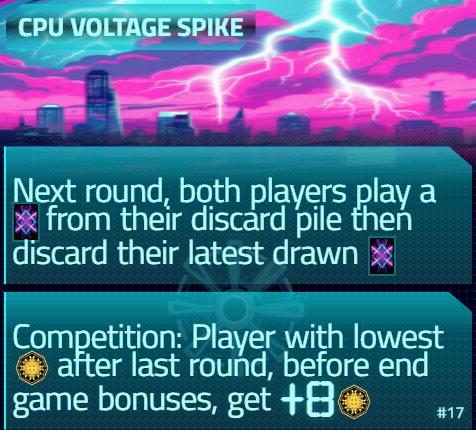 CPU VOLTAGE SPIKE
Next round, both players play a
from their discard pile then
discard their latest drawn
Competition: Player with lowest
after last round, before end
game bonuses, get +8
#17